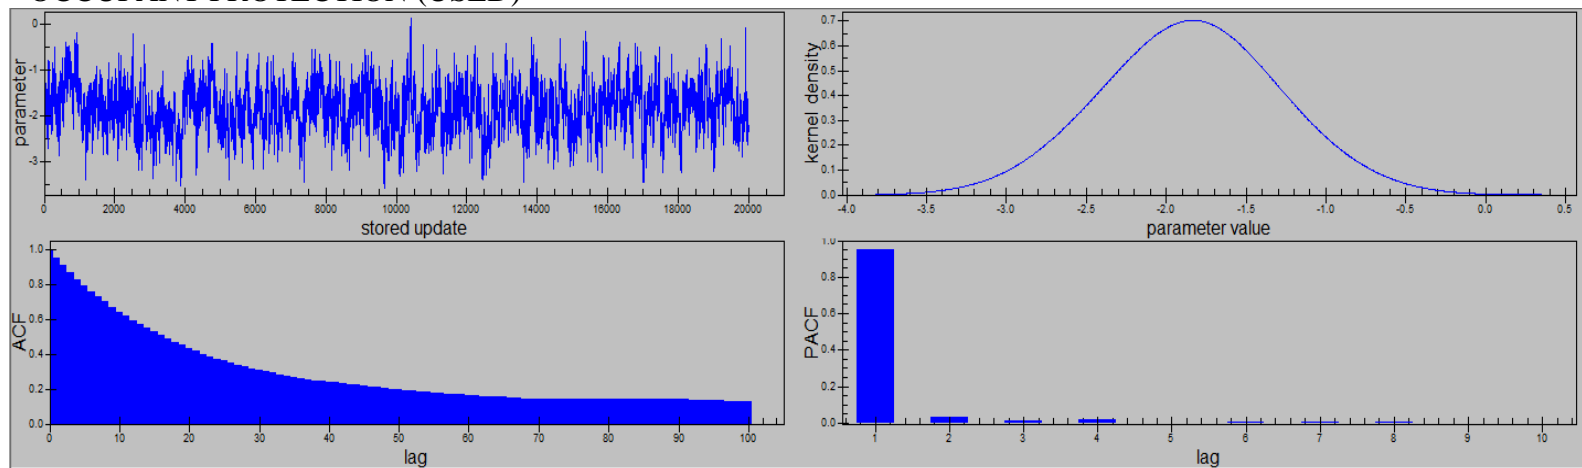 OCCUPANT PROTECTION (USED)
parameter
0
-1
-2
-3
0 2000 4000 6000 8000 10000 12000 14000 16000 18000 20000
stored update
kernel density
0.7
0.6
0.5
0.4
0.3
0.2
0.1
0.0
-4.0 -3.5 -3.0 -2.5 -2.0 -1.5 -1.0 -0.5 0.0 0.5
parameter value
ACF
1.0
0.8
0.6
0.4
0.2
0.0
0 10 20 30 40 50 60 70 80 90 100
lag
PACF
1.0
0.8
0.6
0.4
0.2
0.0
1 2 3 4 5 6 7 8 9 10
lag